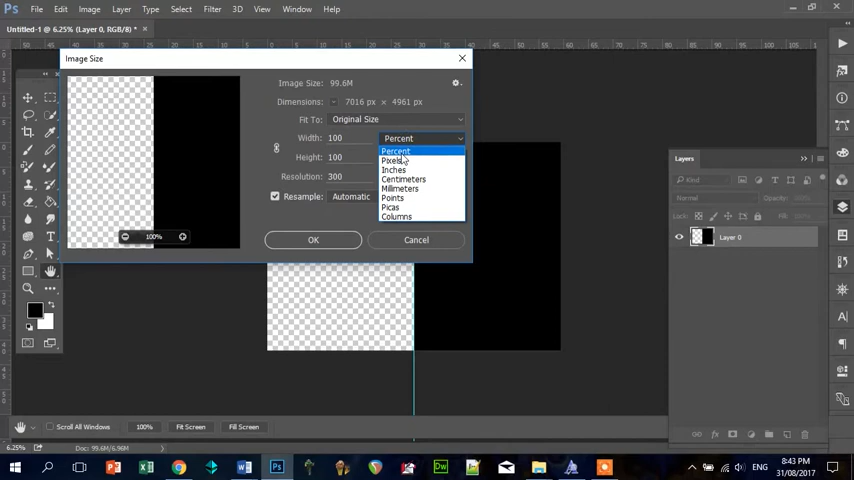 Ps File Edit Image Layer Type Select Filter 3D View Window Help
Untitled-1 @ 6.25% (Layer 0, RGB/8) *
Image Size
Image Size: 99.6M
Dimensions: 7016 px × 4961 px
Fit To: Original Size
Width: 100 Percent
Percent
Pixels
Height: 100
Inches
Resolution: 300
Centimeters
Millimeters
Resample: Automatic
Points
Picas
Columns
100%
OK Cancel
Layers
Kind
Normal Opacity:
Lock: Fill:
Layer 0
Scroll All Windows 100% Fit Screen Fill Screen
6.25% Doc: 99.6M/6.96M
ENG 8:43 PM
31/08/2017